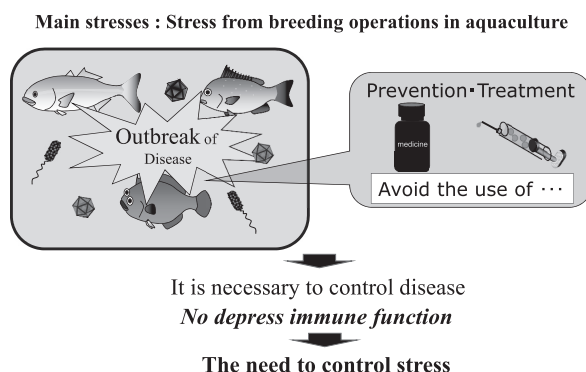 Main stresses : Stress from breeding operations in aquaculture
Outbreak of
Disease
Prevention・Treatment
medicine
Avoid the use of ⋯
It is necessary to control disease
No depress immune function
The need to control stress